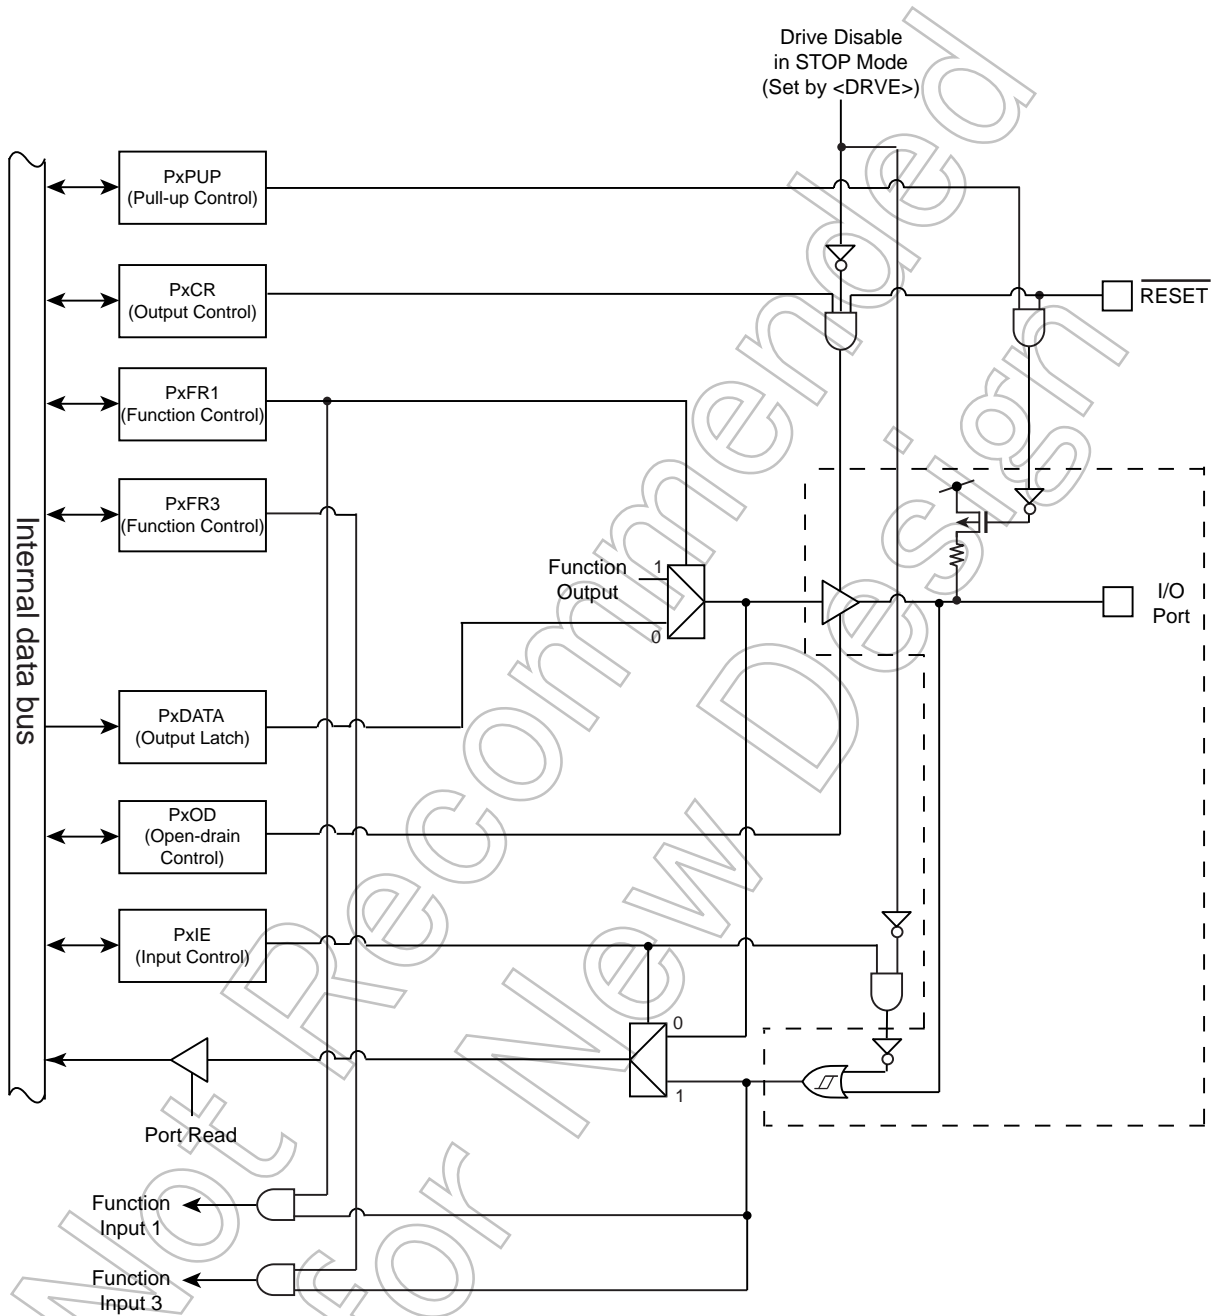 Drive Disable
in STOP Mode
(Set by <DRVE>)
PxPUP
(Pull-up Control)
PxCR
(Output Control)
RESET
PxFR1
(Function Control)
PxFR3
(Function Control)
Internal data bus
Function
Output
1
0
I/O
Port
PxDATA
(Output Latch)
PxOD
(Open-drain
Control)
PxIE
(Input Control)
0
1
Port Read
Function
Input 1
Function
Input 3
Not Recommended
for New Design